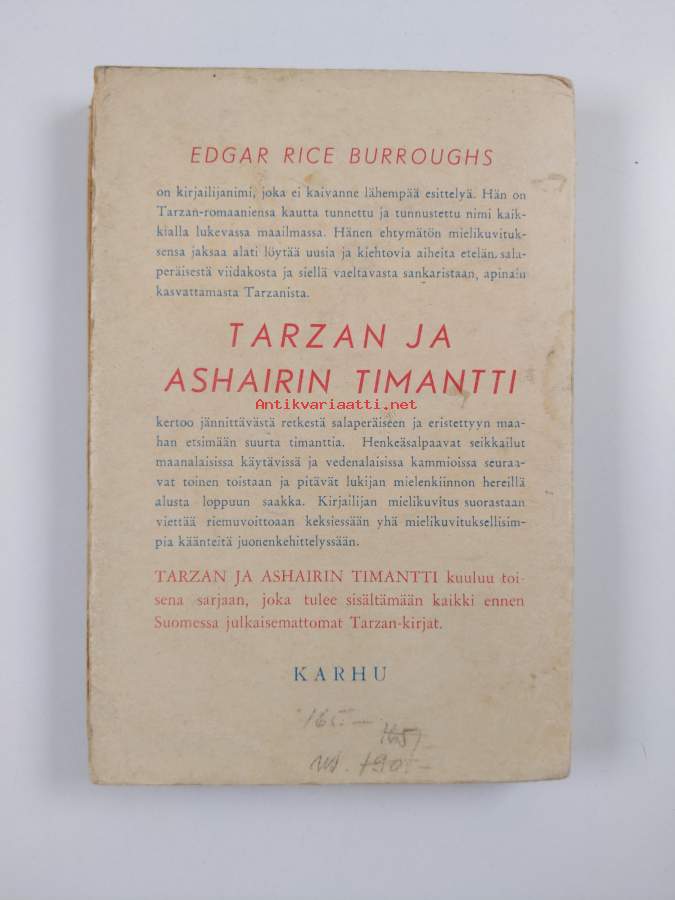 EDGAR RICE BURROUGHS
on kirjailijanimi, joka ei kaivanne lähempää esittelyä. Hän on
Tarzan-romaaniensa kautta tunnettu ja tunnustettu nimi kaik-
kialla lukevassa maailmassa. Hänen ehtymätön mielikuvituk-
sensa jaksaa alati löytää uusia ja kiehtovia aiheita etelän sala-
peräisestä viidakosta ja siellä vaeltavasta sankaristaan, apinain
kasvattamasta Tarzanista.
TARZAN JA
ASHAIRIN TIMANTTI
Antikvariaatti.net
kertoo jännittävästä retkestä salaperäiseen ja eristettyyn maa-
han etsimään suurta timanttia. Henkeäsalpaavat seikkailut
maanalaisissa käytävissä ja vedenalaisissa kammioissa seuraa-
vat toinen toistaan ja pitävät lukijan mielenkiinnon hereillä
alusta loppuun saakka. Kirjailijan mielikuvitus suorastaan
viettää riemuvoittoaan keksiessään yhä mielikuvituksellisim-
pia käänteitä juonenkehittelyssään.
TARZAN JA ASHAIRIN TIMANTTI kuuluu toi-
sena sarjaan, joka tulee sisältämään kaikki ennen
Suomessa julkaisemattomat Tarzan-kirjat.
KARHU